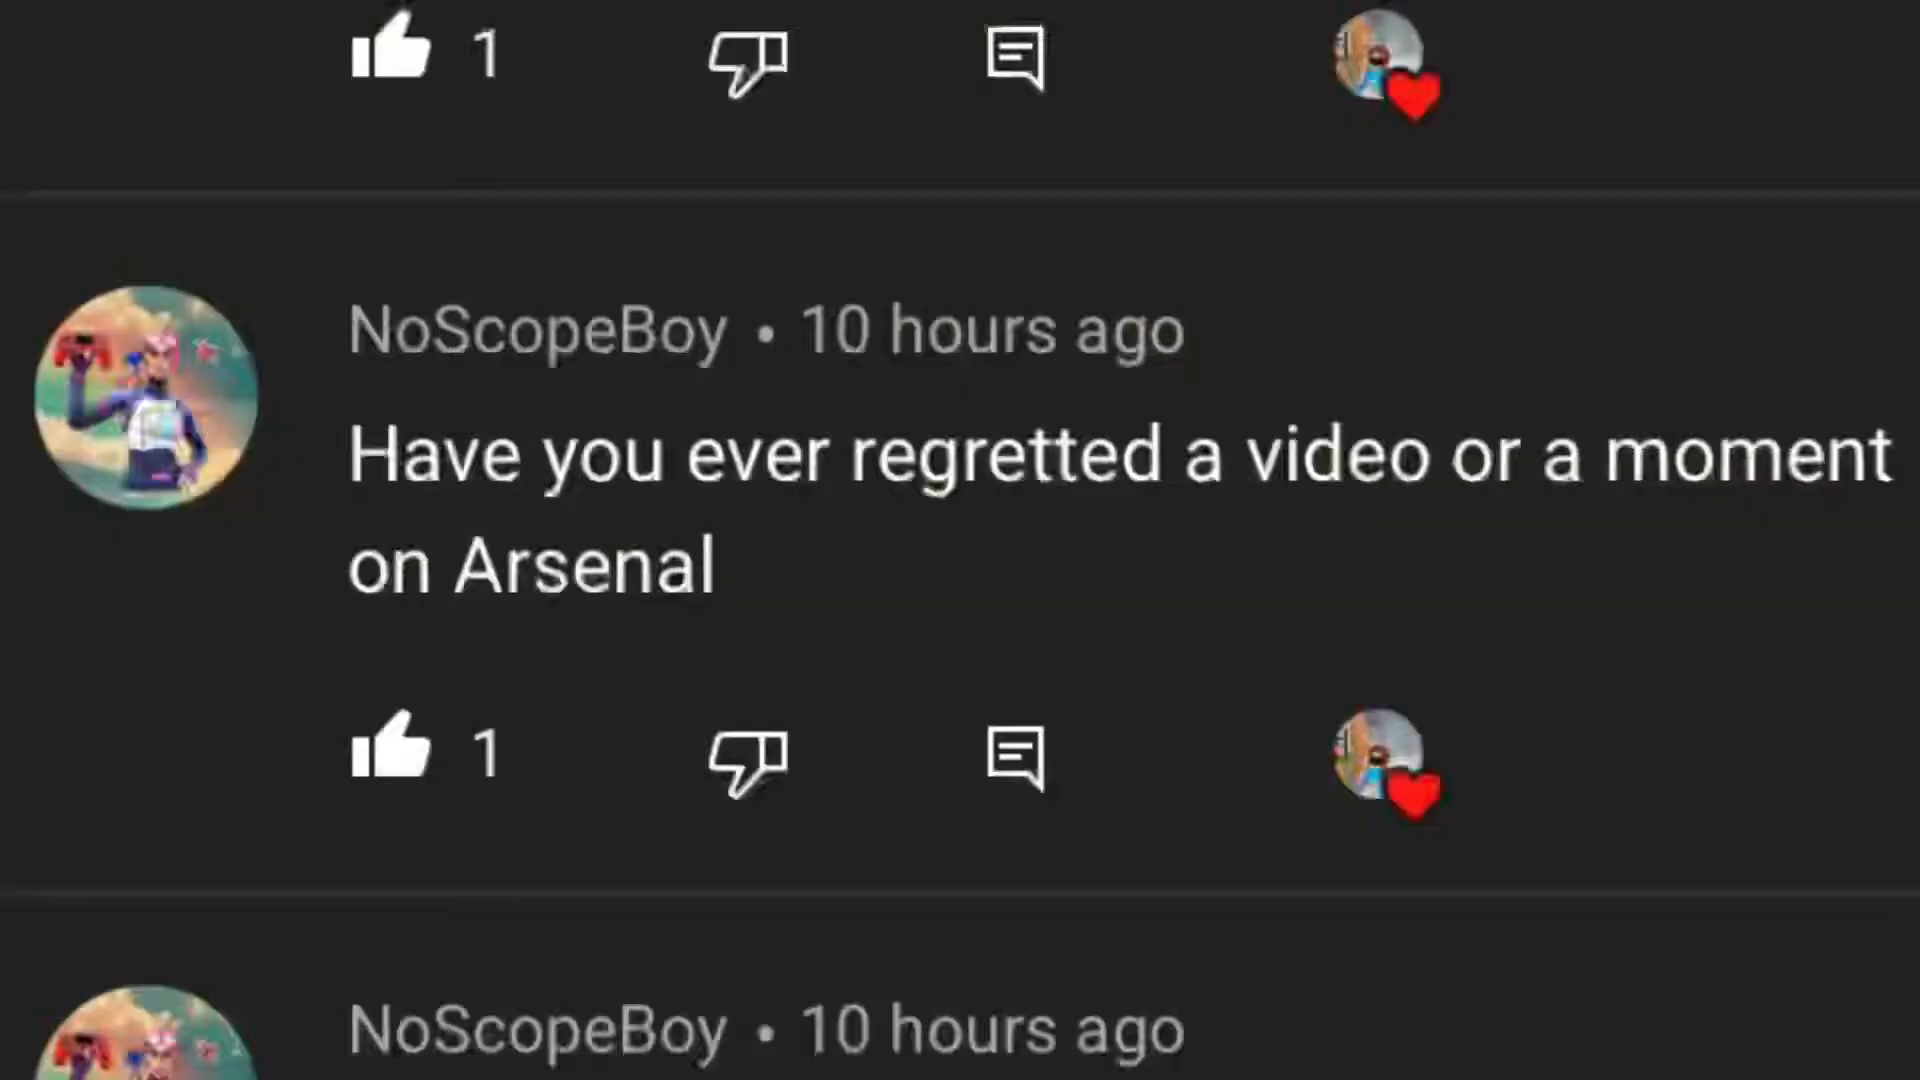 1
NoScopeBoy • 10 hours ago
Have you ever regretted a video or a moment
on Arsenal
1
NoScopeBoy • 10 hours ago